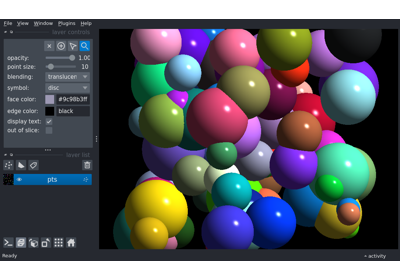 File View Window Plugins Help
layer controls
opacity: 1.00
point size: 10
blending: translucen
symbol: disc
face color: #9c98b3ff
edge color: black
display text:
out of slice:
layer list
pts
Ready
activity